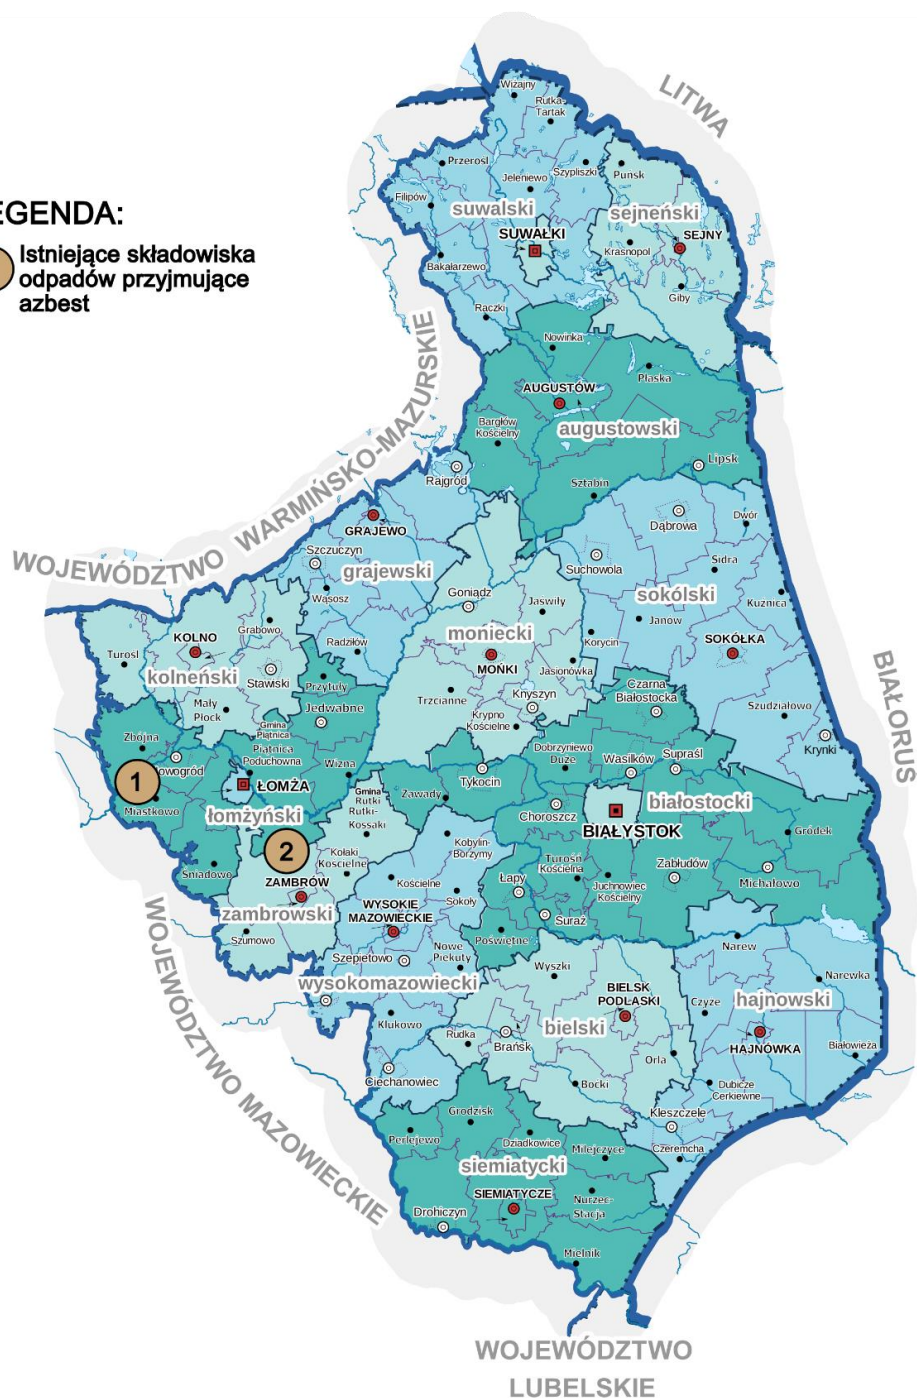 LITWA
Wiżajny
Rutka-
Tartak
Przerośl
Szypliszki
Puńsk
Jeleniewo
Filipów
suwalski
sejneński
SUWAŁKI
SEJNY
Krasnopol
Bakałarzewo
Giby
Raczki
EGENDA:
Istniejące składowiska
odpadów przyjmujące
azbest
WOJEWÓDZTWO WARMIŃSKO-MAZURSKIE
Nowinka
Płaska
AUGUSTÓW
Bargłów
Kościelny
augustowski
Lipsk
Rajgród
Sztabin
GRAJEWO
Dąbrowa
Dwór
Szczuczyn
grajewski
Suchowola
Sidra
Wąsosz
Goniądz
Jaswiły
sokólski
Kuźnica
Grabowo
KOLNO
Radziłów
moniecki
Korycin
Janow
SOKÓŁKA
Turośl
kolneński
Stawiski
Przytuły
MOŃKI
Jasionówka
BIAŁORUS
Mały
Płock
Jedwabne
Trzcianne
Knyszyn
Czarna
Białostocka
Szudziałowo
Gmina
Piątnica
Piątnica
Poduchowna
Krypno
Kościelne
Krynki
Zbójna
owogród
Wizna
Dobrzyniewo
Duże
Wasilków
Supraśl
1
ŁOMŻA
Tykocin
Miastkowo
łomżyński
Gmina
Rutki
Rutki-
Kossaki
Zawady
Choroszcz
białostocki
BIAŁYSTOK
Gródek
2
Kołaki
Kościelne
Kobylin-
Borzymy
Śniadowo
ZAMBRÓW
Kościelne
Łapy
Turośń
Kościelna
Juchnowiec
Kościelny
Zabłudów
Michałowo
zambrowski
WYSOKIE
MAZOWIECKIE
Sokoły
Suraż
Szumowo
Nowe
Piekuty
Poświętne
Szepietowo
Narew
WOJEWÓDZTWO MAZOWIECKIE
wysokomazowiecki
Wyszki
BIELSK
PODLASKI
Narewka
Czyże
hajnowski
Klukowo
Rudka
Brańsk
bielski
HAJNÓWKA
Orla
Białowieża
Ciechanowiec
Bocki
Dubicze
Cerkiewne
Grodzisk
Kleszczele
Perlejewo
Dziadkowice
Milejczyce
Czeremcha
siemiatycki
SIEMIATYCZE
Nurzec-
Stacja
Drohiczyn
Mielnik
WOJEWÓDZTWO
LUBELSKIE